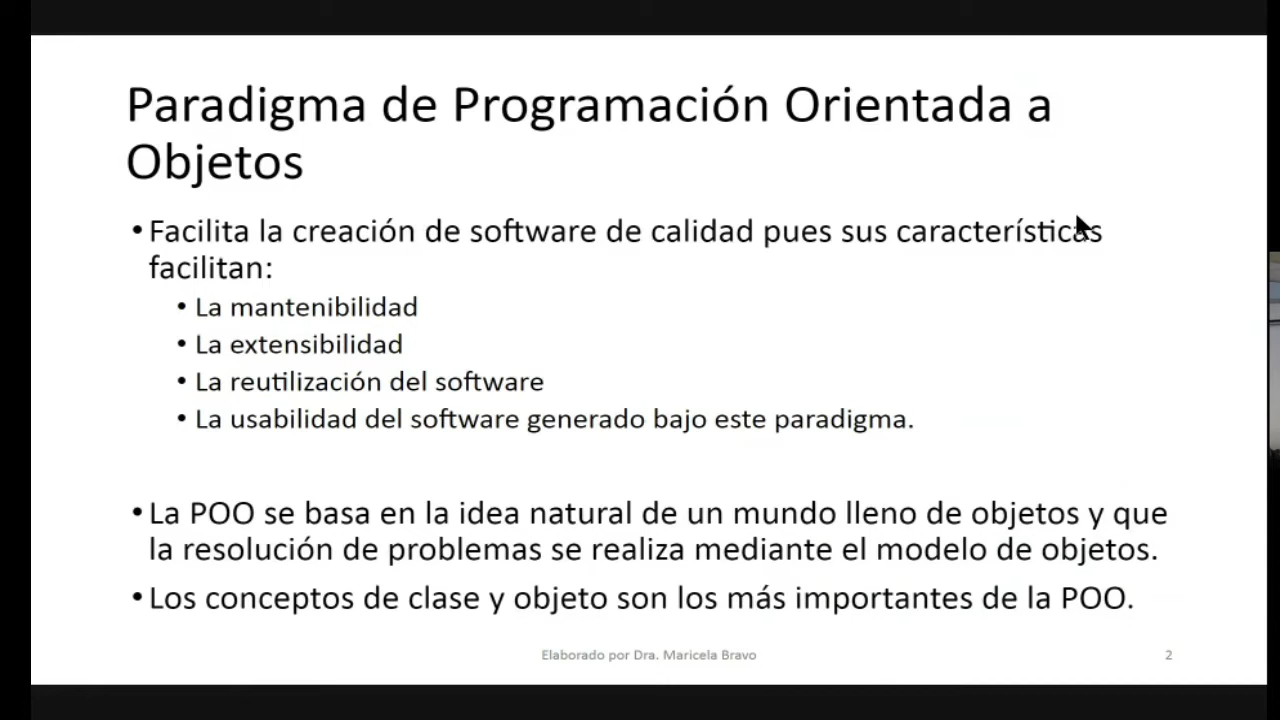 Paradigma de Programación Orientada a
Objetos
•Facilita la creación de software de calidad pues sus características
facilitan:
• La mantenibilidad
• La extensibilidad
• La reutilización del software
• La usabilidad del software generado bajo este paradigma.
•La POO se basa en la idea natural de un mundo lleno de objetos y que
la resolución de problemas se realiza mediante el modelo de objetos.
•Los conceptos de clase y objeto son los más importantes de la POO.
Elaborado por Dra. Maricela Bravo
2